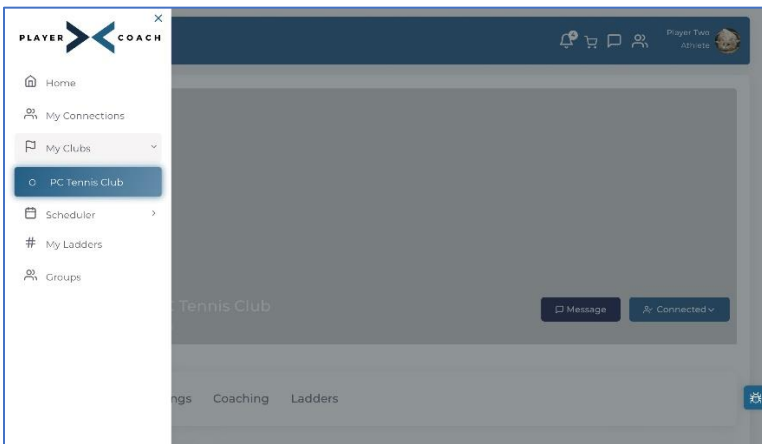 PLAYER COACH
Player Two
Athlete
Home
My Connections
My Clubs
PC Tennis Club
Scheduler
# My Ladders
Groups
Tennis Club
Message
Connected
Coaching Ladders